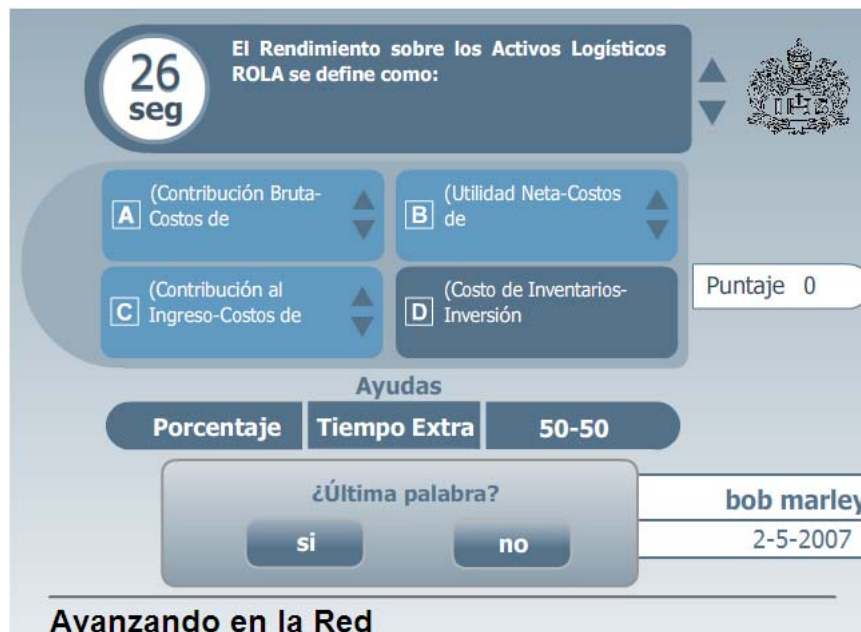 26
seg
El Rendimiento sobre los Activos Logísticos
ROLA se define como:
A
(Contribución Bruta-
Costos de
B
(Utilidad Neta-Costos
de
C
(Contribución al
Ingreso-Costos de
D
(Costo de Inventarios-
Inversión
Puntaje 0
Ayudas
Porcentaje
Tiempo Extra
50-50
¿Última palabra?
si
no
bob marley
2-5-2007
Avanzando en la Red